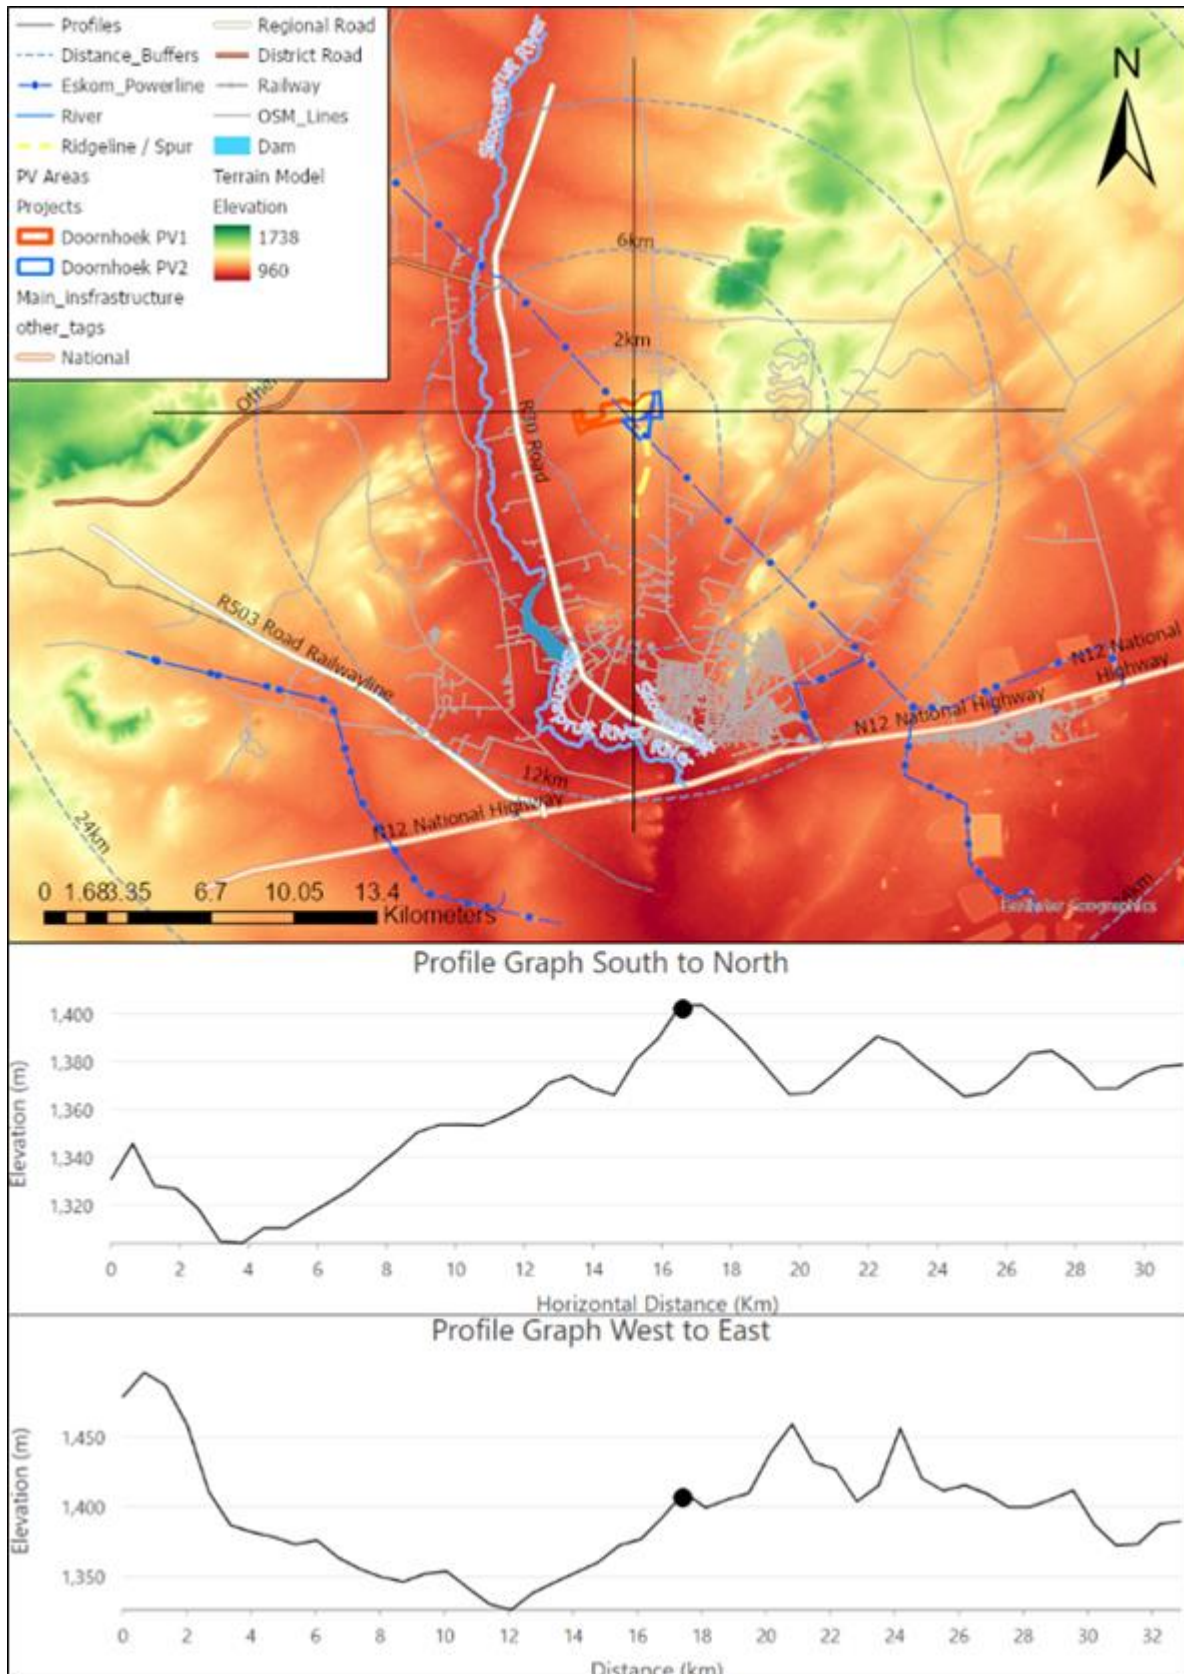 Profiles
Distance_Buffers
Eskom_Powerline
River
Ridgeline / Spur
PV Areas
Projects
Doornhoek PV1
Doornhoek PV2
Main_insfrastructure
other_tags
National
Regional Road
District Road
Railway
OSM_Lines
Dam
Terrain Model
Elevation
1738
960
N
6km
2km
Other
R30 Road
R503 Road Railwayline
N12 National
Highway
N12 National Highway
River
12km
N12 National Highway
24km
0 1.68 3.35 6.7 10.05 13.4
Kilometers
Profile Graph South to North
Elevation (m)
1,400
1,380
1,360
1,340
1,320
0 2 4 6 8 10 12 14 16 18 20 22 24 26 28 30
Horizontal Distance (Km)
Profile Graph West to East
Elevation (m)
1,450
1,400
1,350
0 2 4 6 8 10 12 14 16 18 20 22 24 26 28 30 32
Distance (km)